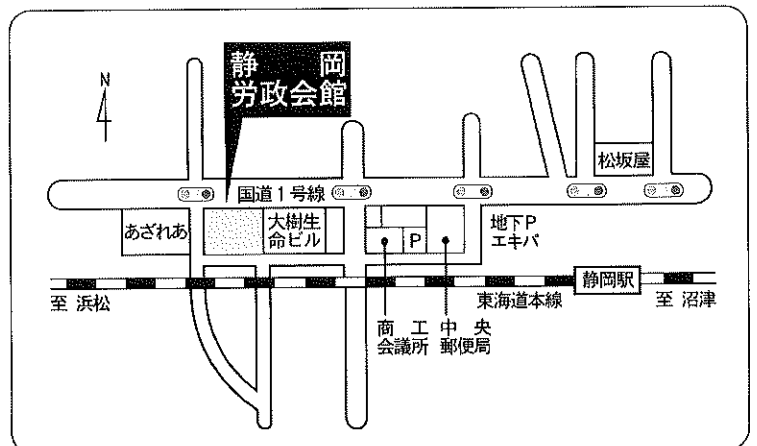 静岡
労政会館
N
松坂屋
国道1号線
あざれあ
大樹生
命ビル
P
地下P
エキパ
静岡駅
至 浜松
東海道本線
至 沼津
商工
会議所
中央
郵便局